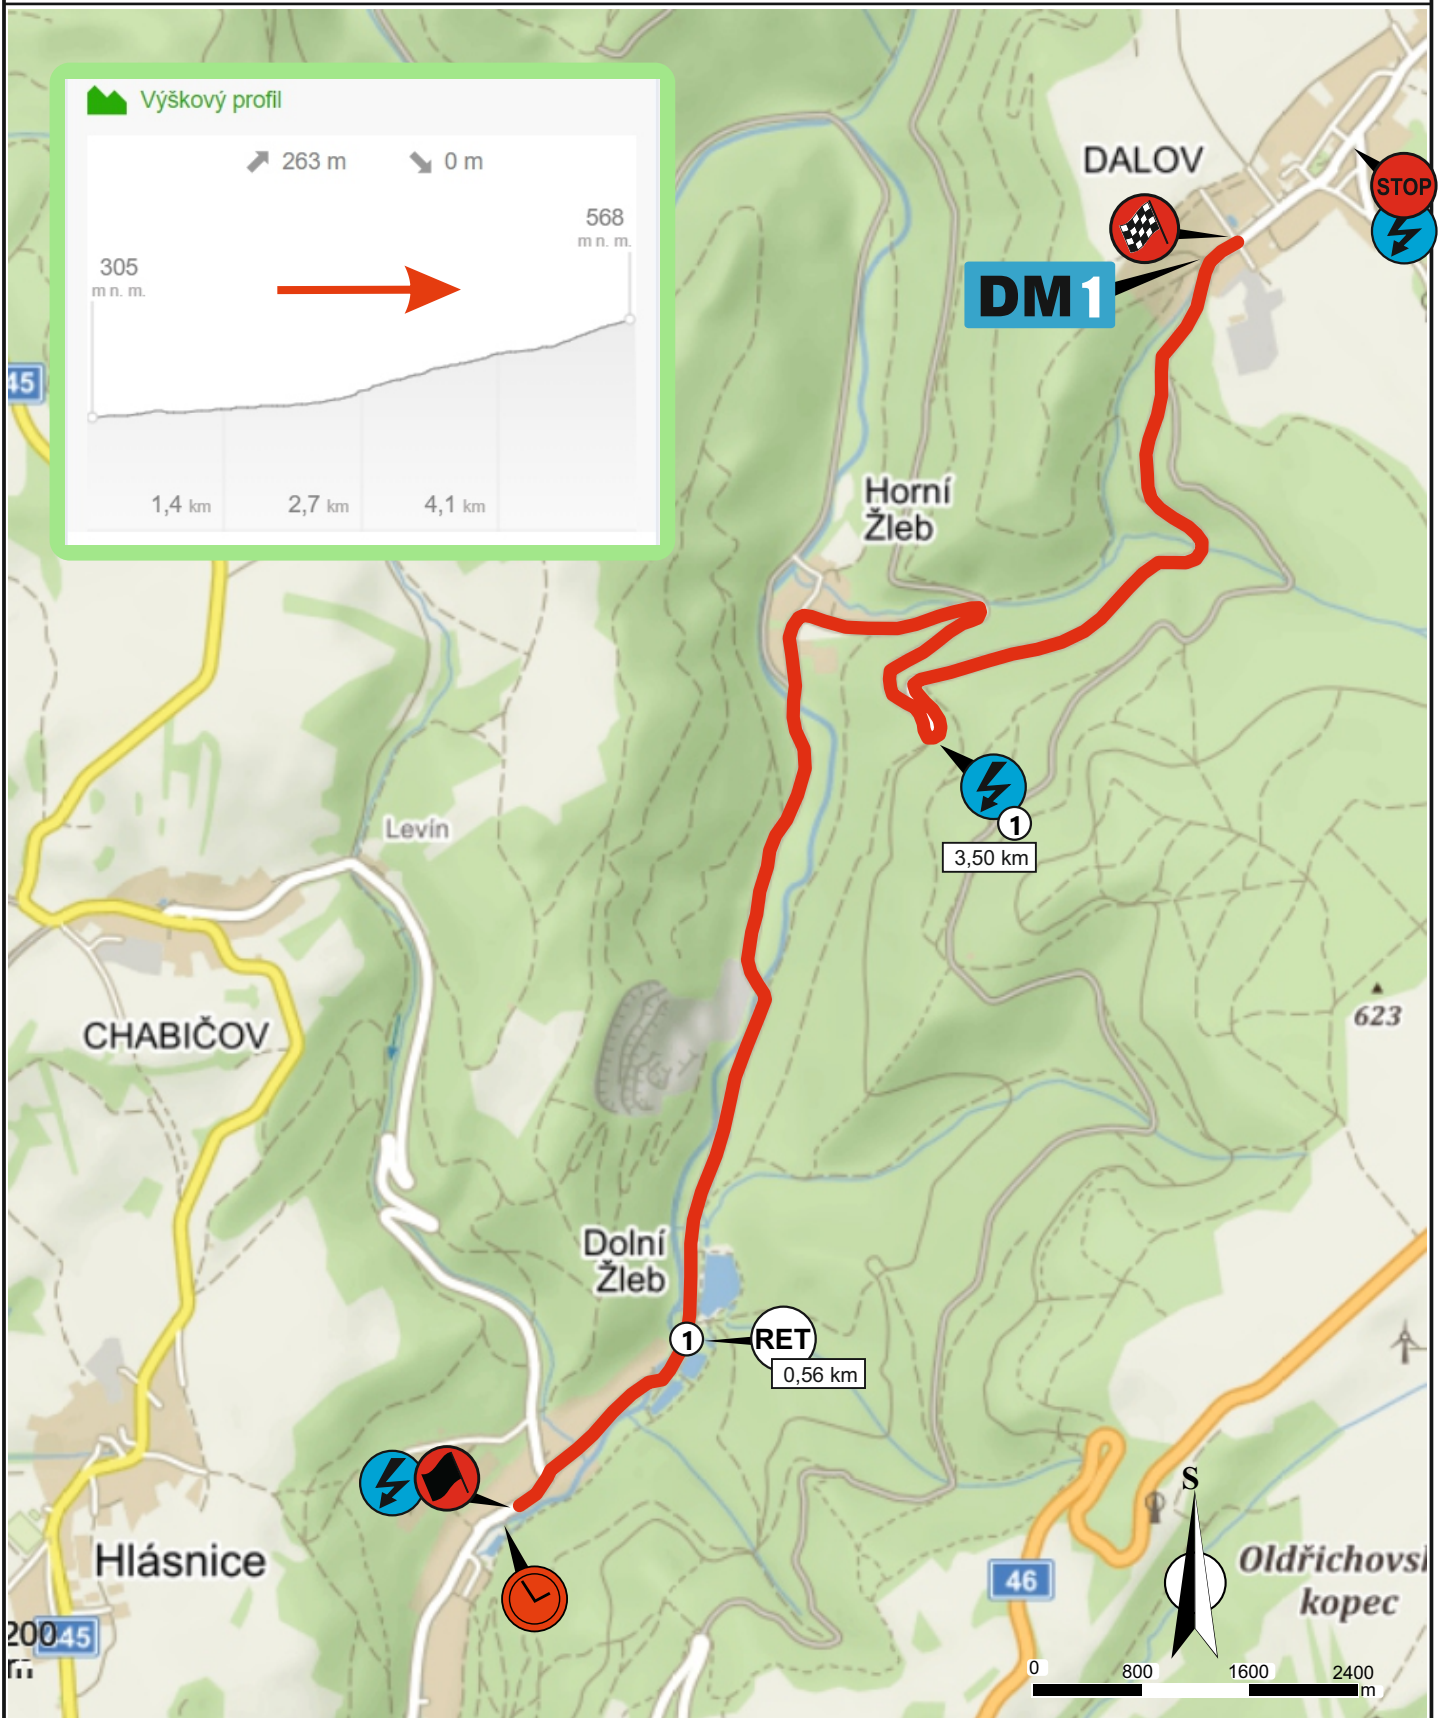 Výškový profil
263 m
0 m
568
m n. m.
305
m n. m.
1,4 km
2,7 km
4,1 km
DALOV
STOP
DM1
45
Horní
Žleb
Levín
1
3,50 km
CHABIČOV
623
Dolní
Žleb
1
RET
0,56 km
S
Hlásnice
46
Oldřichovsk
kopec
200
45
0
800
1600
2400
m